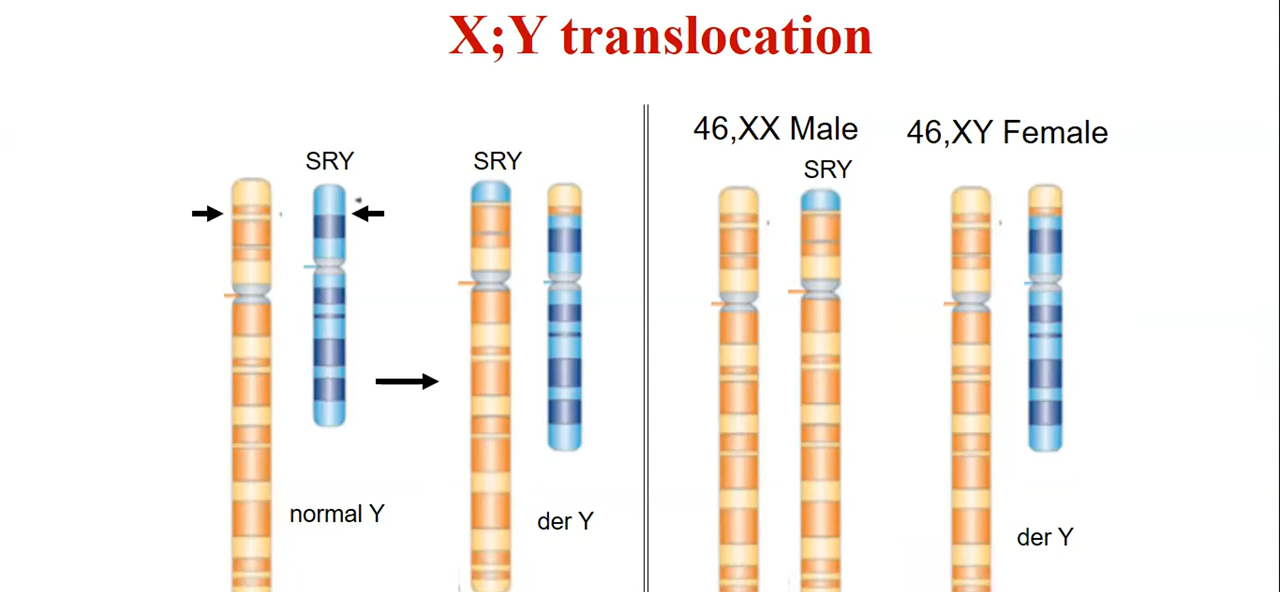 X;Y translocation
SRY
SRY
normal Y
der Y
46,XX Male
46,XY Female
SRY
der Y